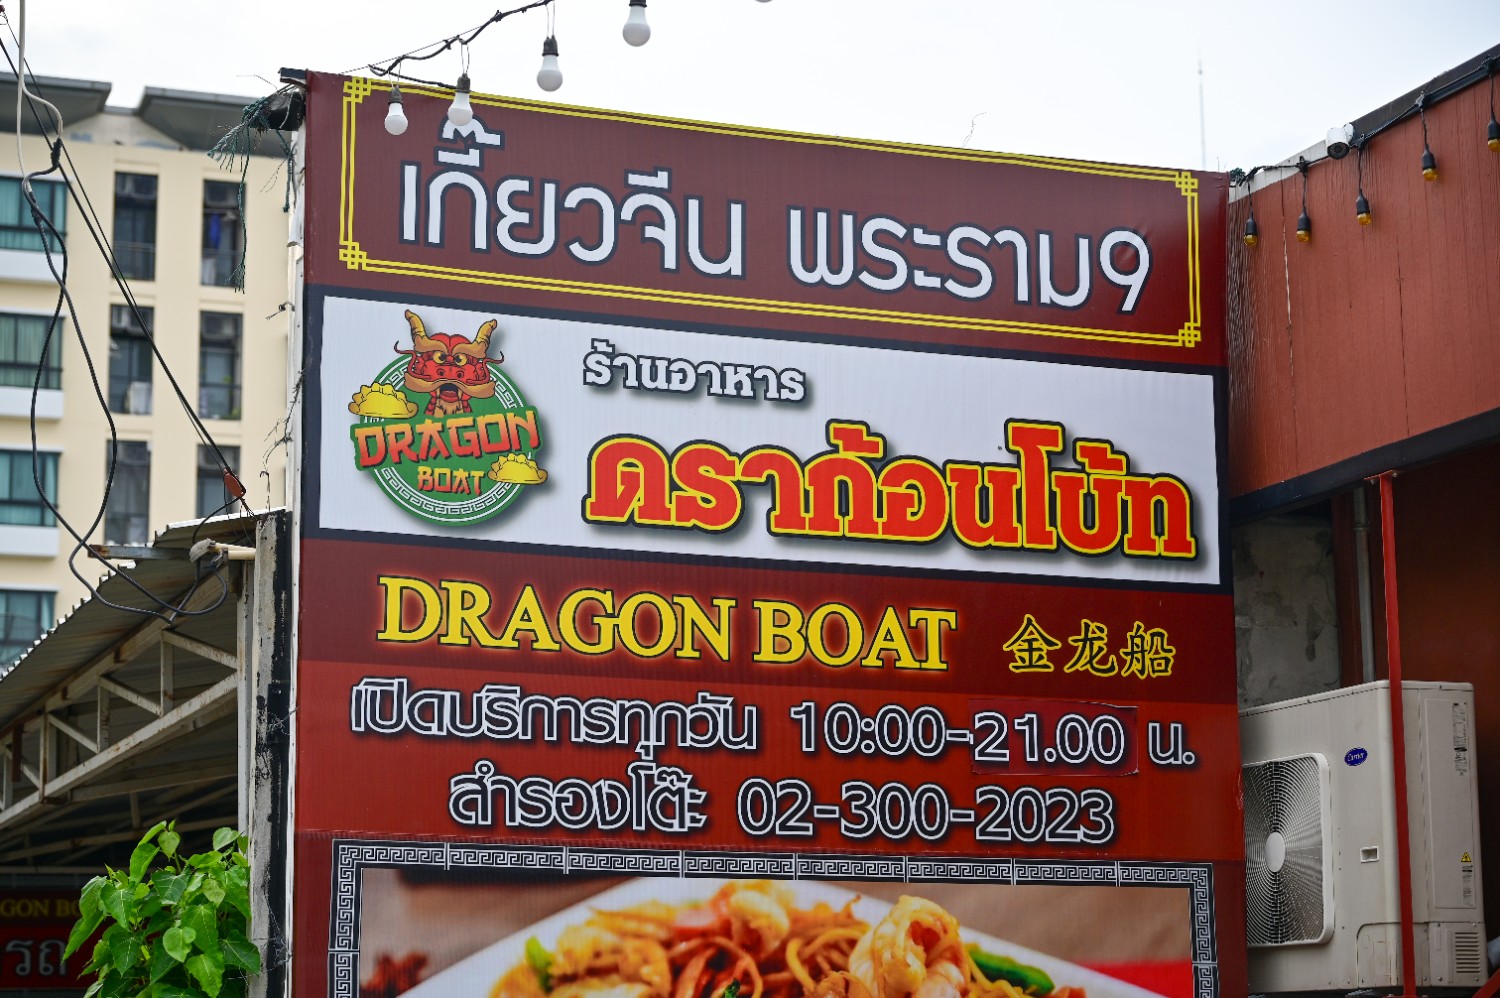 เกี๊ยวจีน พระราม9
ร้านอาหาร
ดราก้อนโบ้ท
DRAGON
BOAT
DRAGON BOAT 金龙船
เปิดบริการทุกวัน 10:00-21.00 น.
สำรองโต๊ะ 02-300-2023
Carrier
รถ